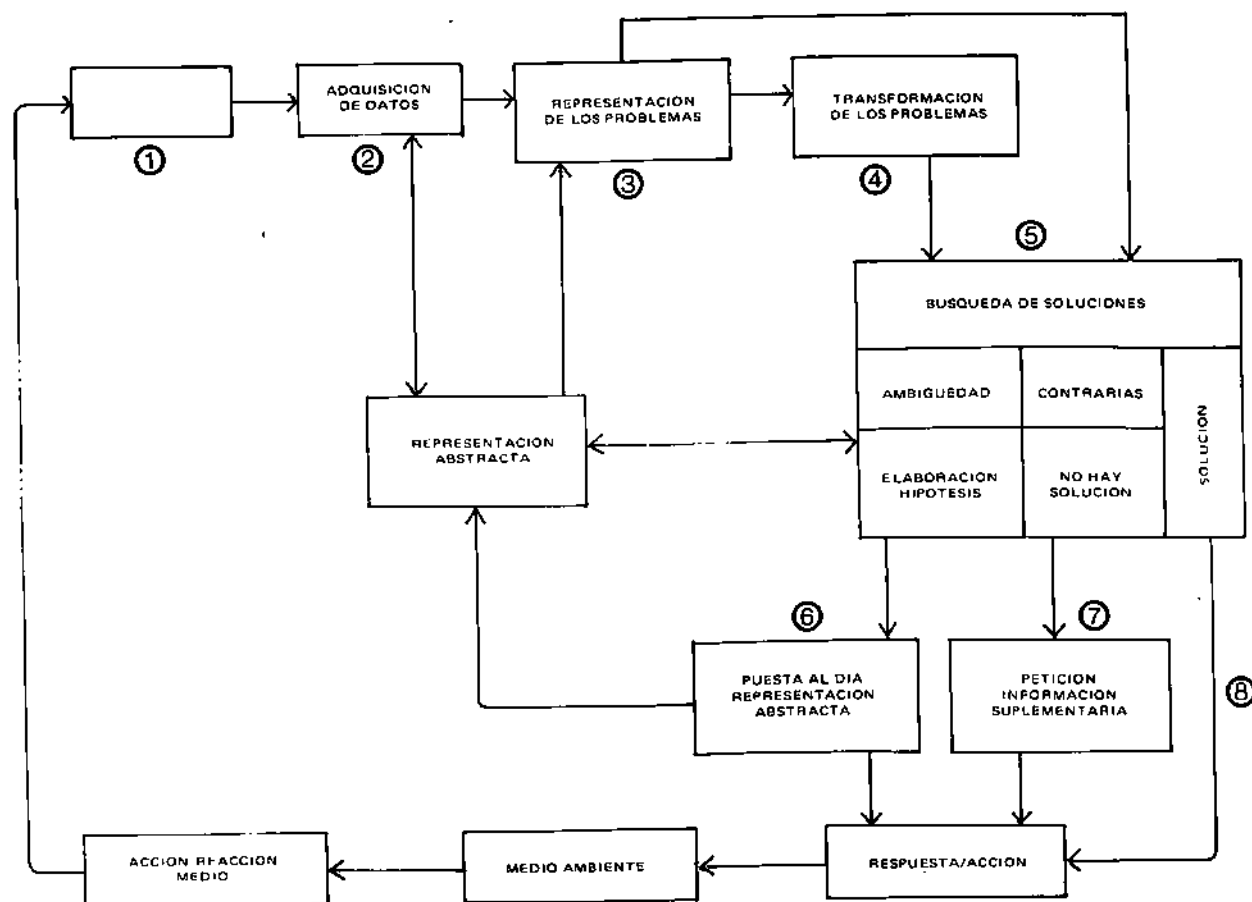 ADQUISICION
DE DATOS
REPRESENTACION
DE LOS PROBLEMAS
TRANSFORMACION
DE LOS PROBLEMAS
①
②
③
④
⑤
BUSQUEDA DE SOLUCIONES
AMBIGUEDAD
CONTRARIAS
SOLUCION
REPRESENTACION
ABSTRACTA
ELABORACION
HIPOTESIS
NO HAY
SOLUCION
⑥
⑦
⑧
PUESTA AL DIA
REPRESENTACION
ABSTRACTA
PETICION
INFORMACION
SUPLEMENTARIA
ACCION REACCION
MEDIO
MEDIO AMBIENTE
RESPUESTA/ACCION